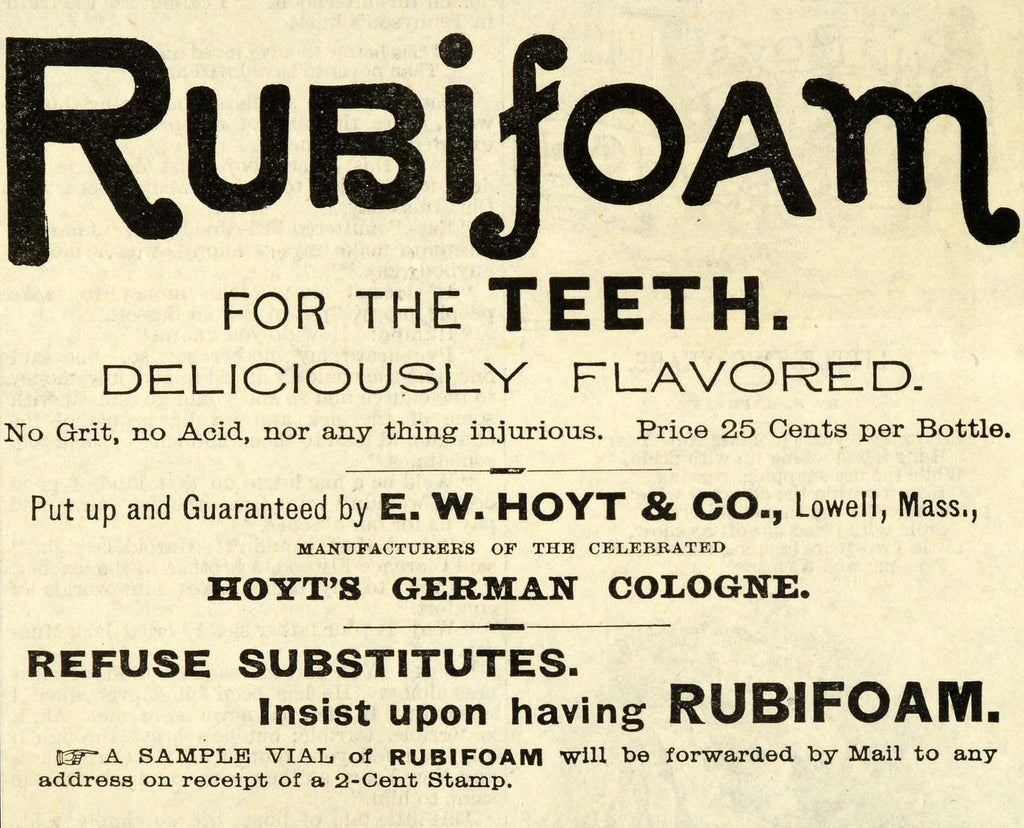 RUBifOAm
FOR THE TEETH.
DELICIOUSLY FLAVORED.
No Grit, no Acid, nor any thing injurious. Price 25 Cents per Bottle.
Put up and Guaranteed by E. W. HOYT & CO., Lowell, Mass.,
MANUFACTURERS OF THE CELEBRATED
HOYT'S GERMAN COLOGNE.
REFUSE SUBSTITUTES.
Insist upon having RUBIFOAM.
☞ A SAMPLE VIAL of RUBIFOAM will be forwarded by Mail to any
address on receipt of a 2-Cent Stamp.